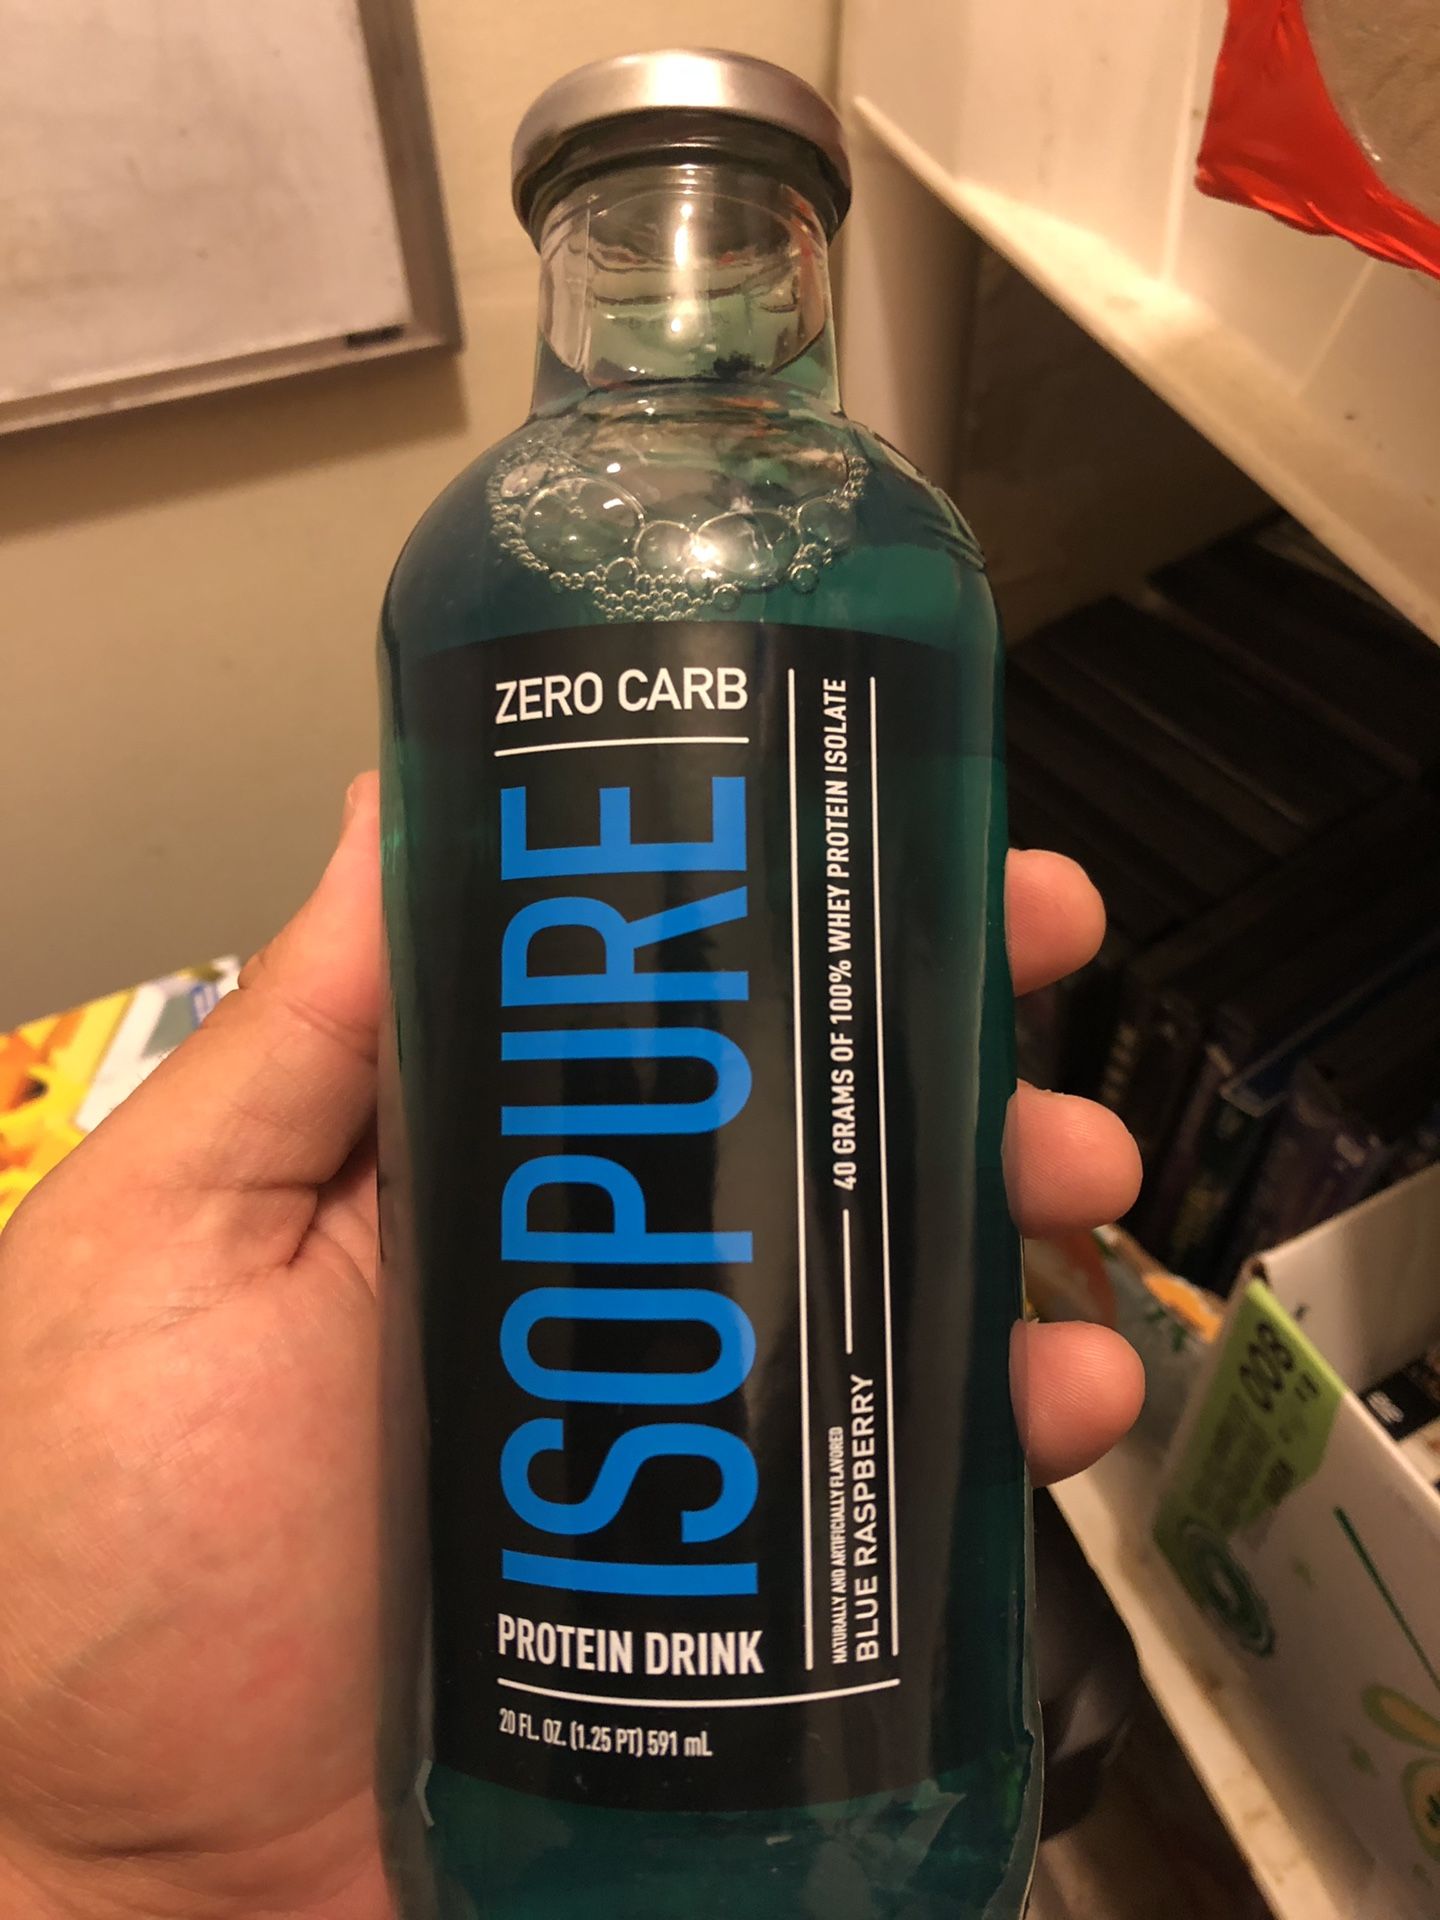 ZERO CARB
ISOPURE
PROTEIN DRINK
20 FL. OZ. (1.25 PT) 591 mL
NATURALLY AND ARTIFICIALLY FLAVORED
BLUE RASPBERRY
40 GRAMS OF 100% WHEY PROTEIN ISOLATE
008